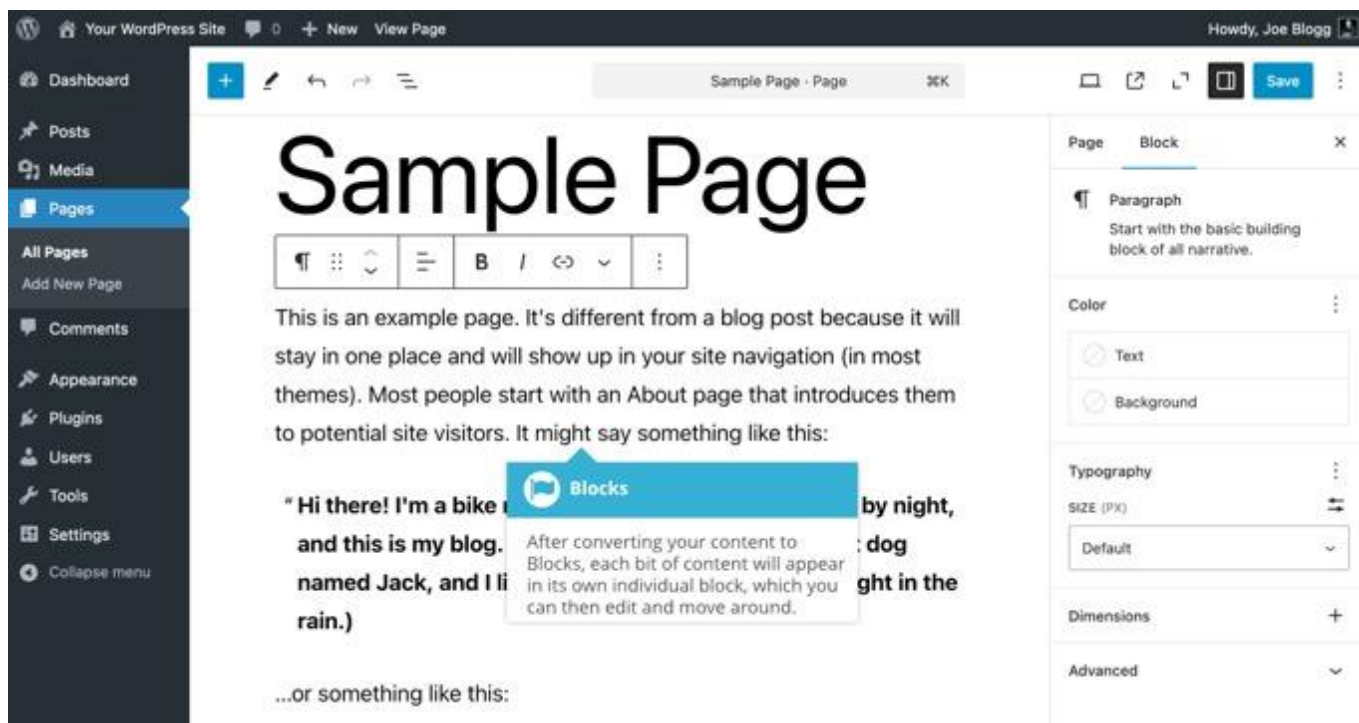 Your WordPress Site 0 + New View Page Howdy, Joe Blogg
Dashboard
Posts
Media
Pages
All Pages
Add New Page
Comments
Appearance
Plugins
Users
Tools
Settings
Collapse menu
Sample Page · Page ⌘K
Save
Sample Page
B I
This is an example page. It's different from a blog post because it will
stay in one place and will show up in your site navigation (in most
themes). Most people start with an About page that introduces them
to potential site visitors. It might say something like this:
“ Hi there! I'm a bike by night,
and this is my blog. dog
named Jack, and I li ght in the
rain.)
Blocks
After converting your content to
Blocks, each bit of content will appear
in its own individual block, which you
can then edit and move around.
...or something like this:
Page Block
Paragraph
Start with the basic building
block of all narrative.
Color
Text
Background
Typography
SIZE (PX)
Default
Dimensions
Advanced